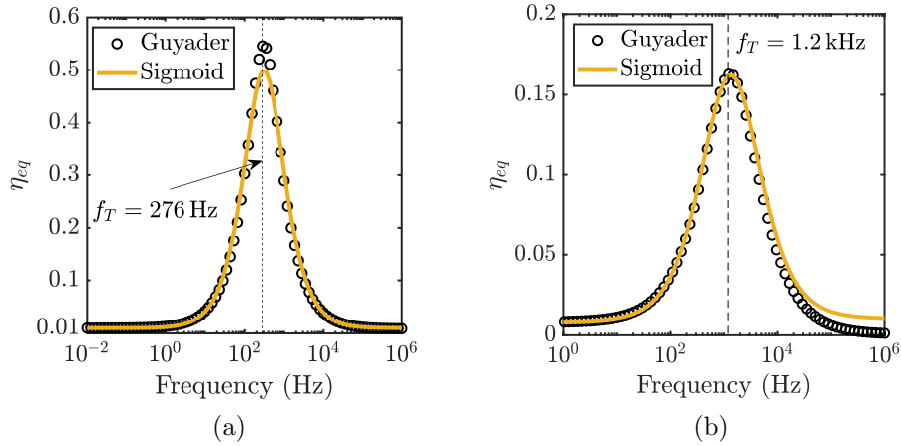 0.6
0.5
0.4
0.3
0.2
0.1
0.01
η_eq
Guyader
Sigmoid
f_T = 276 Hz
10^−2
10^0
10^2
10^4
10^6
Frequency (Hz)
(a)
0.2
0.15
0.1
0.05
0
η_eq
Guyader
Sigmoid
f_T = 1.2 kHz
10^0
10^2
10^4
10^6
Frequency (Hz)
(b)